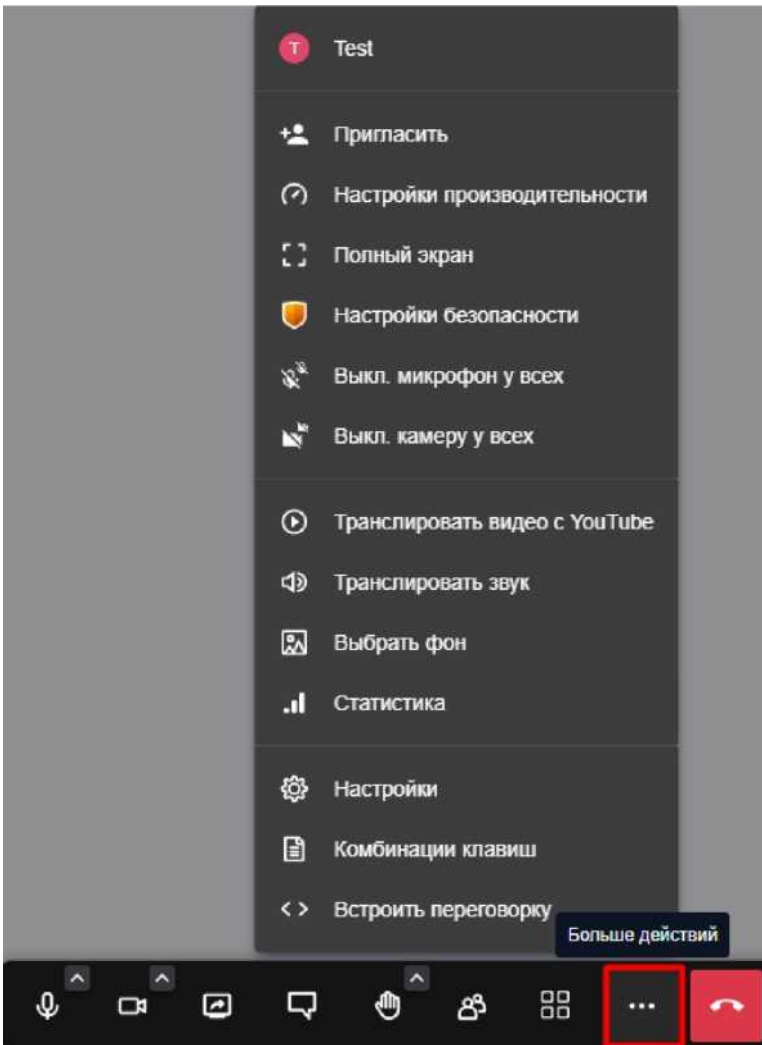 T
Test
Пригласить
Настройки производительности
Полный экран
Настройки безопасности
Выкл. микрофон у всех
Выкл. камеру у всех
Транслировать видео с YouTube
Транслировать звук
Выбрать фон
Статистика
Настройки
Комбинации клавиш
Встроить переговорку
Больше действий